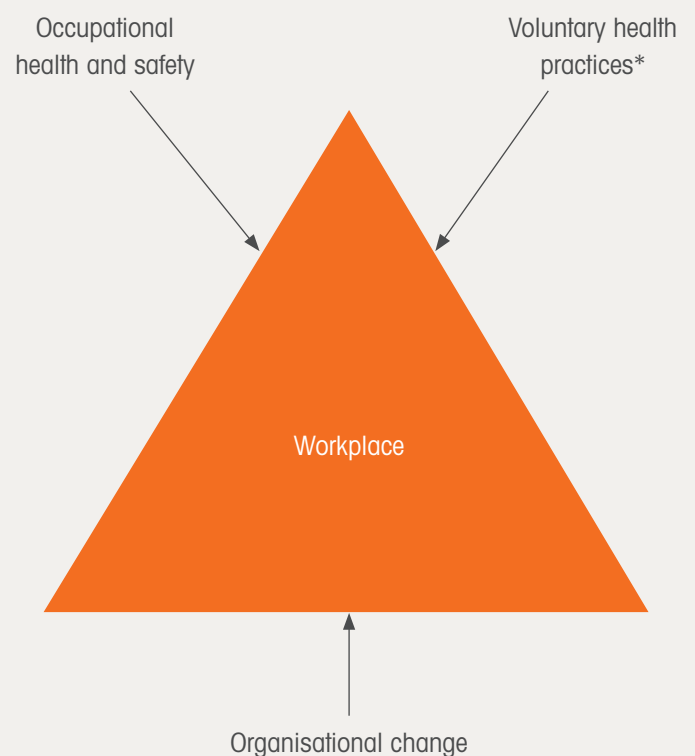 Occupational
health and safety
Voluntary health
practices*
Workplace
Organisational change